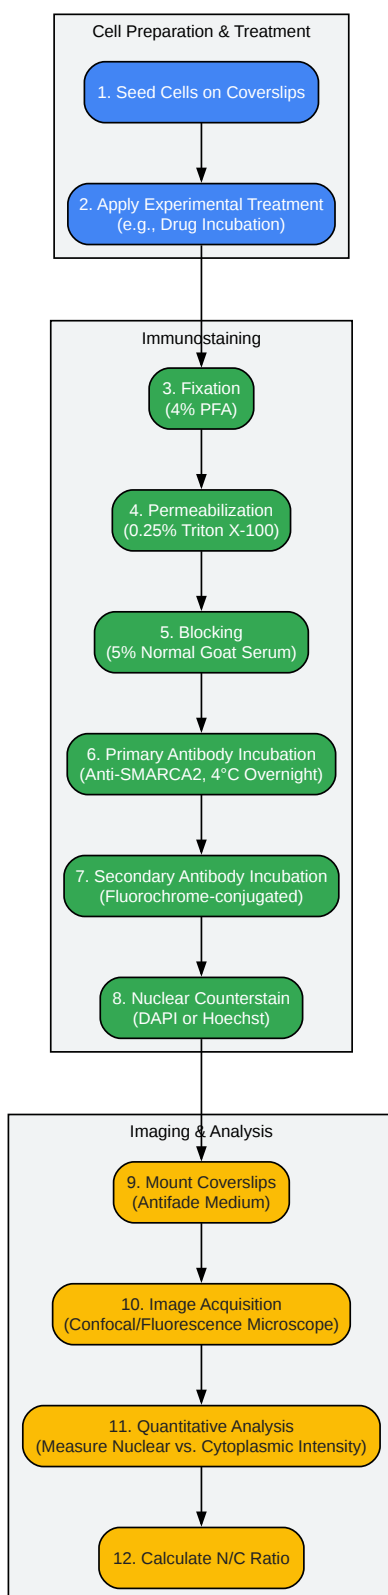 Cell Preparation & Treatment
1. Seed Cells on Coverslips
2. Apply Experimental Treatment
(e.g., Drug Incubation)
Immunostaining
3. Fixation
(4% PFA)
4. Permeabilization
(0.25% Triton X-100)
5. Blocking
(5% Normal Goat Serum)
6. Primary Antibody Incubation
(Anti-SMARCA2, 4°C Overnight)
7. Secondary Antibody Incubation
(Fluorochrome-conjugated)
8. Nuclear Counterstain
(DAPI or Hoechst)
Imaging & Analysis
9. Mount Coverslips
(Antifade Medium)
10. Image Acquisition
(Confocal/Fluorescence Microscope)
11. Quantitative Analysis
(Measure Nuclear vs. Cytoplasmic Intensity)
12. Calculate N/C Ratio